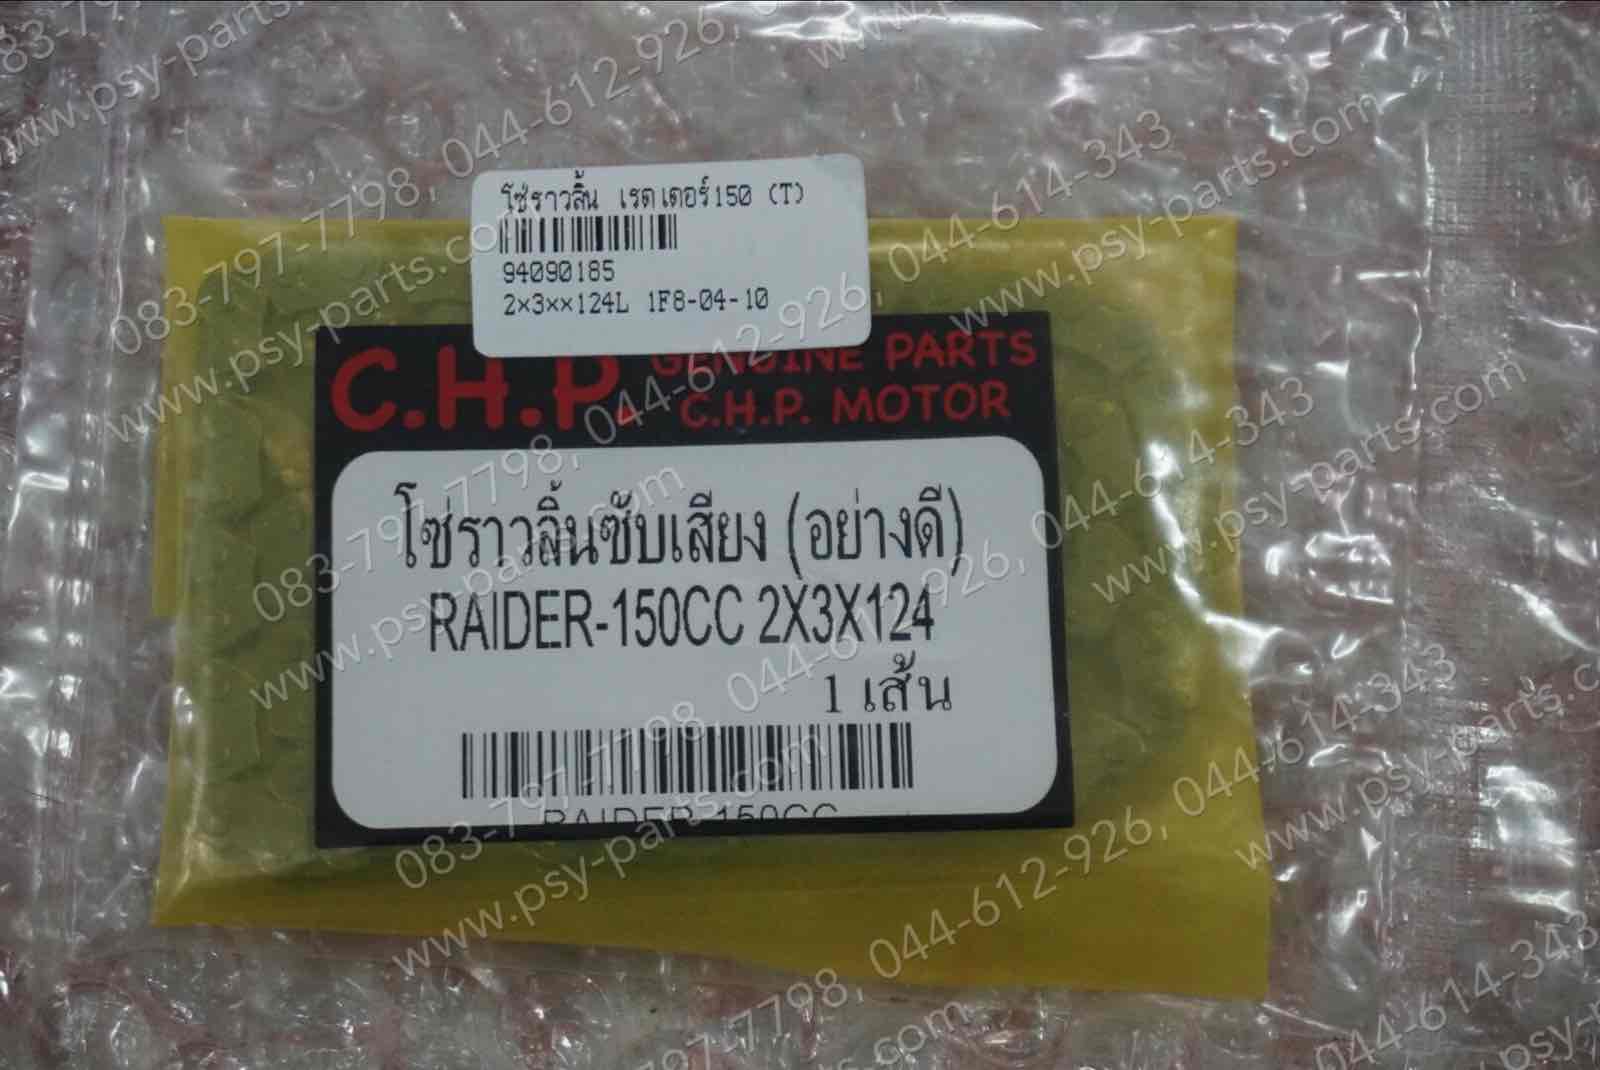 โซ่ราวลิ้น เรดเดอร์150 (T)
94090185
2×3××124L 1F8-04-10
C.H.P. GENUINE PARTS
C.H.P. MOTOR
โซ่ราวลิ้นซับเสียง (อย่างดี)
RAIDER-150CC 2X3X124
1 เส้น
RAIDER-150CC
083-797-7798, 044-612-926, 044-614-343
www.psy-parts.com